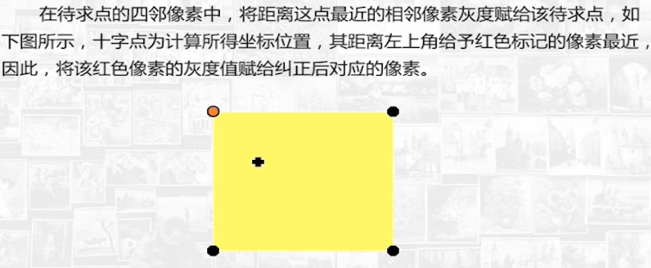 在待求点的四邻像素中，将距离这点最近的相邻像素灰度赋给该待求点，如
下图所示，十字点为计算所得坐标位置，其距离左上角给予红色标记的像素最近，
因此，将该红色像素的灰度值赋给纠正后对应的像素。